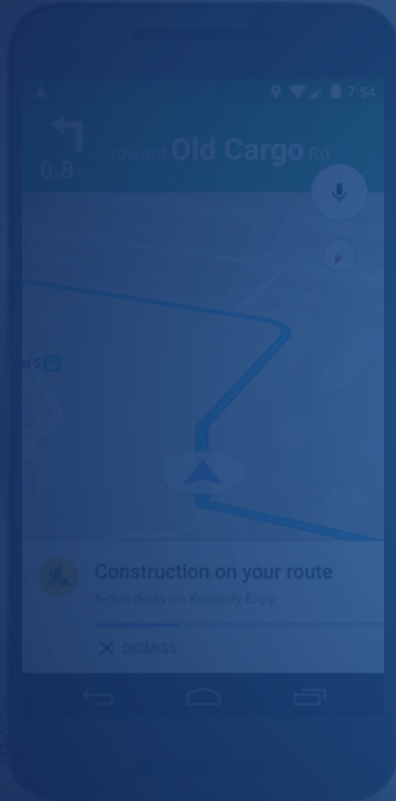 7:54
toward Old Cargo Rd
0.8 mi
Google
Construction on your route
6-min delay on Kennedy Expy
DISMISS